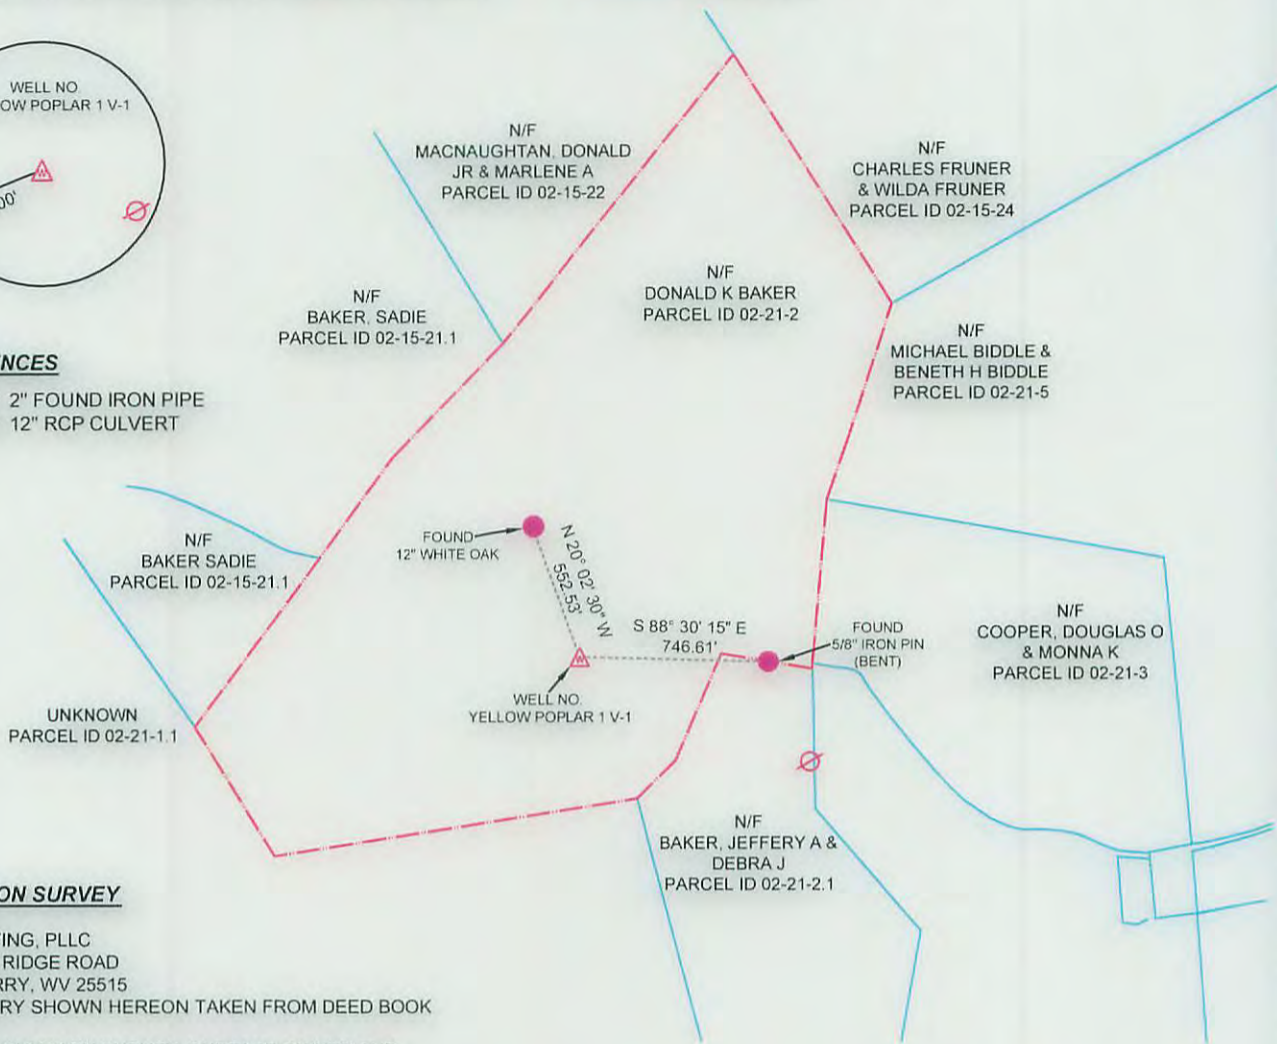 WELL NO.
OW POPLAR 1 V-1
00'
N/F
MACNAUGHTAN, DONALD
JR & MARLENE A
PARCEL ID 02-15-22
N/F
CHARLES FRUNER
& WILDA FRUNER
PARCEL ID 02-15-24
N/F
BAKER, SADIE
PARCEL ID 02-15-21.1
N/F
DONALD K BAKER
PARCEL ID 02-21-2
N/F
MICHAEL BIDDLE &
BENETH H BIDDLE
PARCEL ID 02-21-5
NCES
2" FOUND IRON PIPE
12" RCP CULVERT
N/F
BAKER SADIE
PARCEL ID 02-15-21.1
FOUND
12" WHITE OAK
N 20° 02' 30" W
552.53'
S 88° 30' 15" E
746.61'
FOUND
5/8" IRON PIN
(BENT)
N/F
COOPER, DOUGLAS O
& MONNA K
PARCEL ID 02-21-3
WELL NO.
YELLOW POPLAR 1 V-1
UNKNOWN
PARCEL ID 02-21-1.1
N/F
BAKER, JEFFERY A &
DEBRA J
PARCEL ID 02-21-2.1
ON SURVEY
ING, PLLC
RIDGE ROAD
RRY, WV 25515
RY SHOWN HEREON TAKEN FROM DEED BOOK